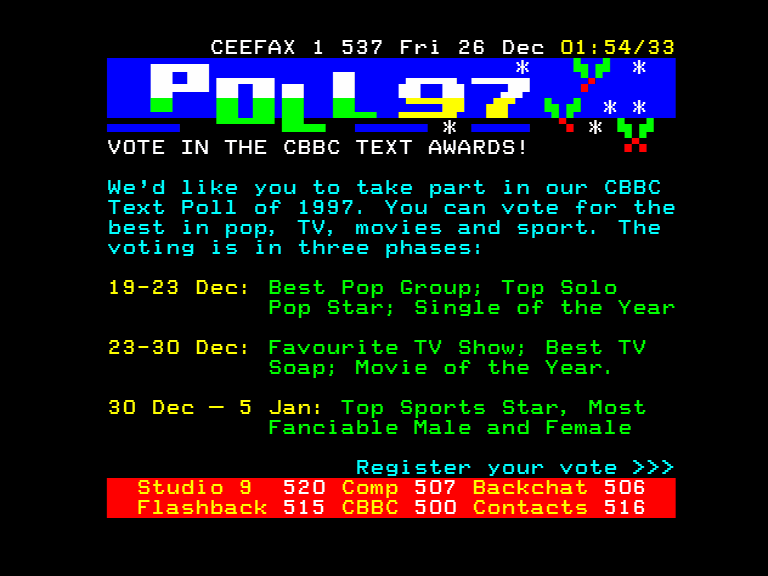 CEEFAX 1 537 Fri 26 Dec 01:54/33
POLL 97
VOTE IN THE CBBC TEXT AWARDS!
We'd like you to take part in our CBBC
Text Poll of 1997. You can vote for the
best in pop, TV, movies and sport. The
voting is in three phases:
19-23 Dec: Best Pop Group; Top Solo
Pop Star; Single of the Year
23-30 Dec: Favourite TV Show; Best TV
Soap; Movie of the Year.
30 Dec – 5 Jan: Top Sports Star, Most
Fanciable Male and Female
Register your vote >>>
Studio 9 520 Comp 507 Backchat 506
Flashback 515 CBBC 500 Contacts 516